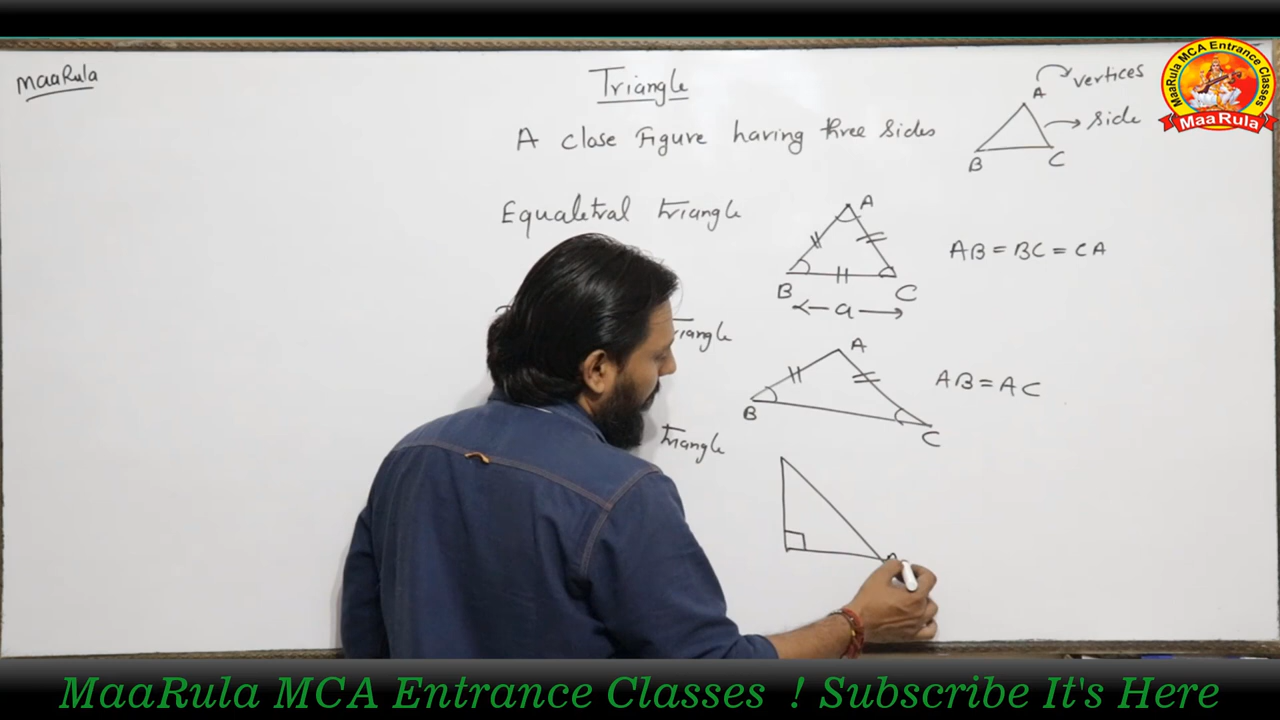 MaaRula
Triangle
A close Figure having three sides
A
vertices
side
B
C
MaaRula MCA Entrance Classes
MaaRula
Equaletral Triangle
A
B
C
a
AB = BC = CA
Triangle
A
B
C
AB = AC
Triangle
MaaRula MCA Entrance Classes ! Subscribe It's Here